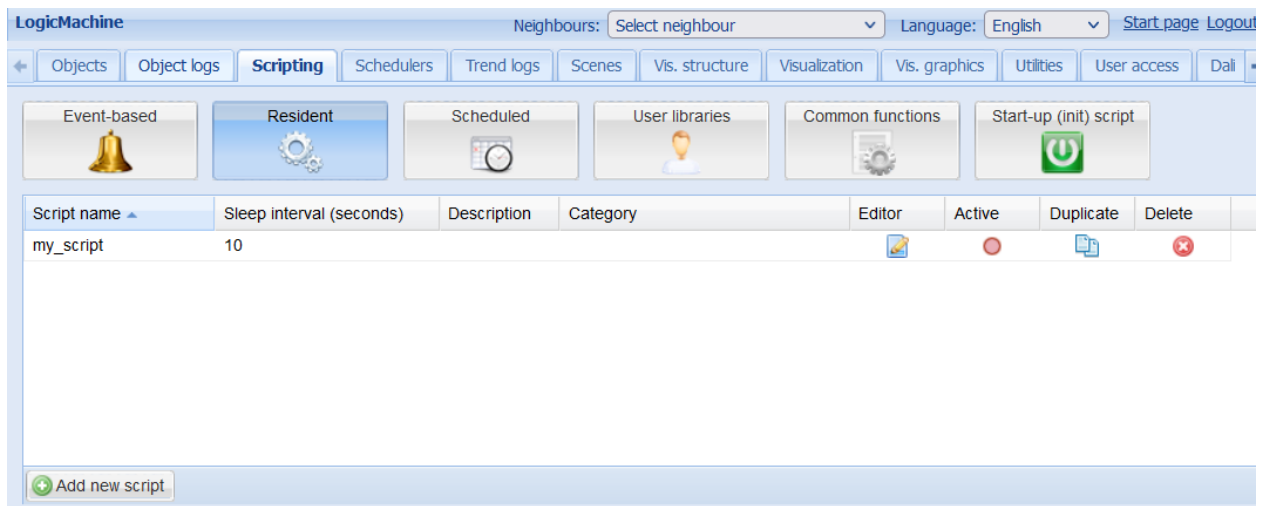 LogicMachine Neighbours: Select neighbour Language: English Start page Logout
Objects Object logs Scripting Schedulers Trend logs Scenes Vis. structure Visualization Vis. graphics Utilities User access Dali
Event-based Resident Scheduled User libraries Common functions Start-up (init) script
Script name Sleep interval (seconds) Description Category Editor Active Duplicate Delete
my_script 10
Add new script